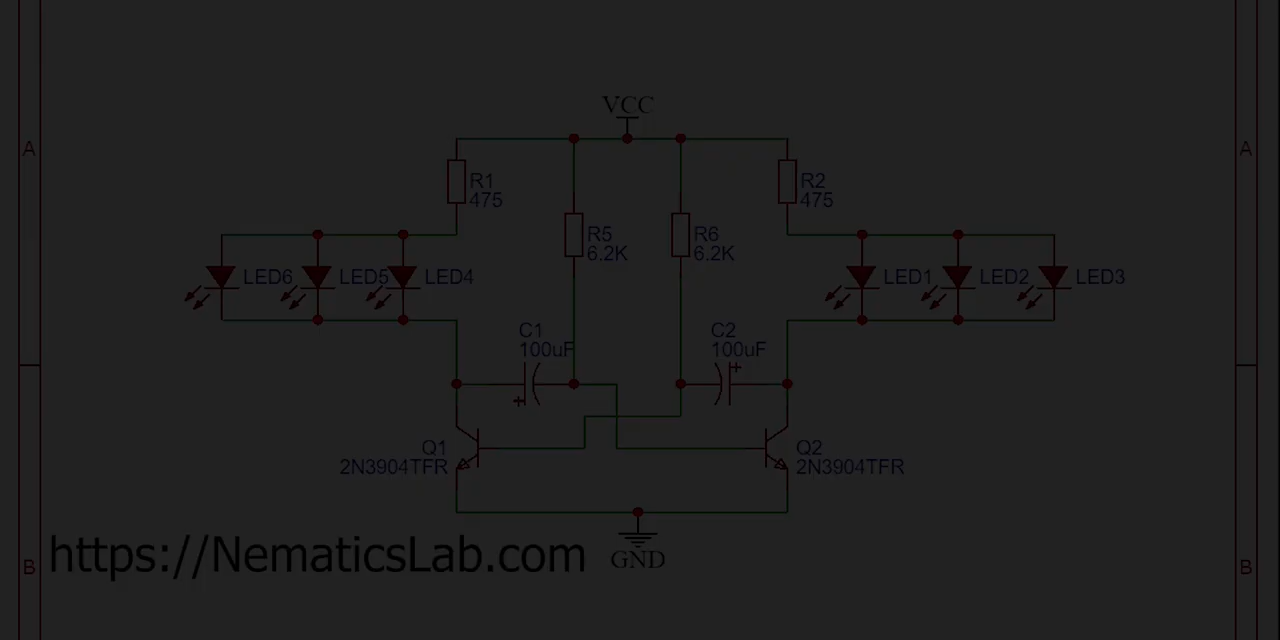 VCC
A
A
R1
475
R2
475
R5
6.2K
R6
6.2K
LED6
LED5
LED4
LED1
LED2
LED3
C1
100uF
C2
100uF
+
+
Q1
2N3904TFR
Q2
2N3904TFR
https://NematicsLab.com
GND
B
B